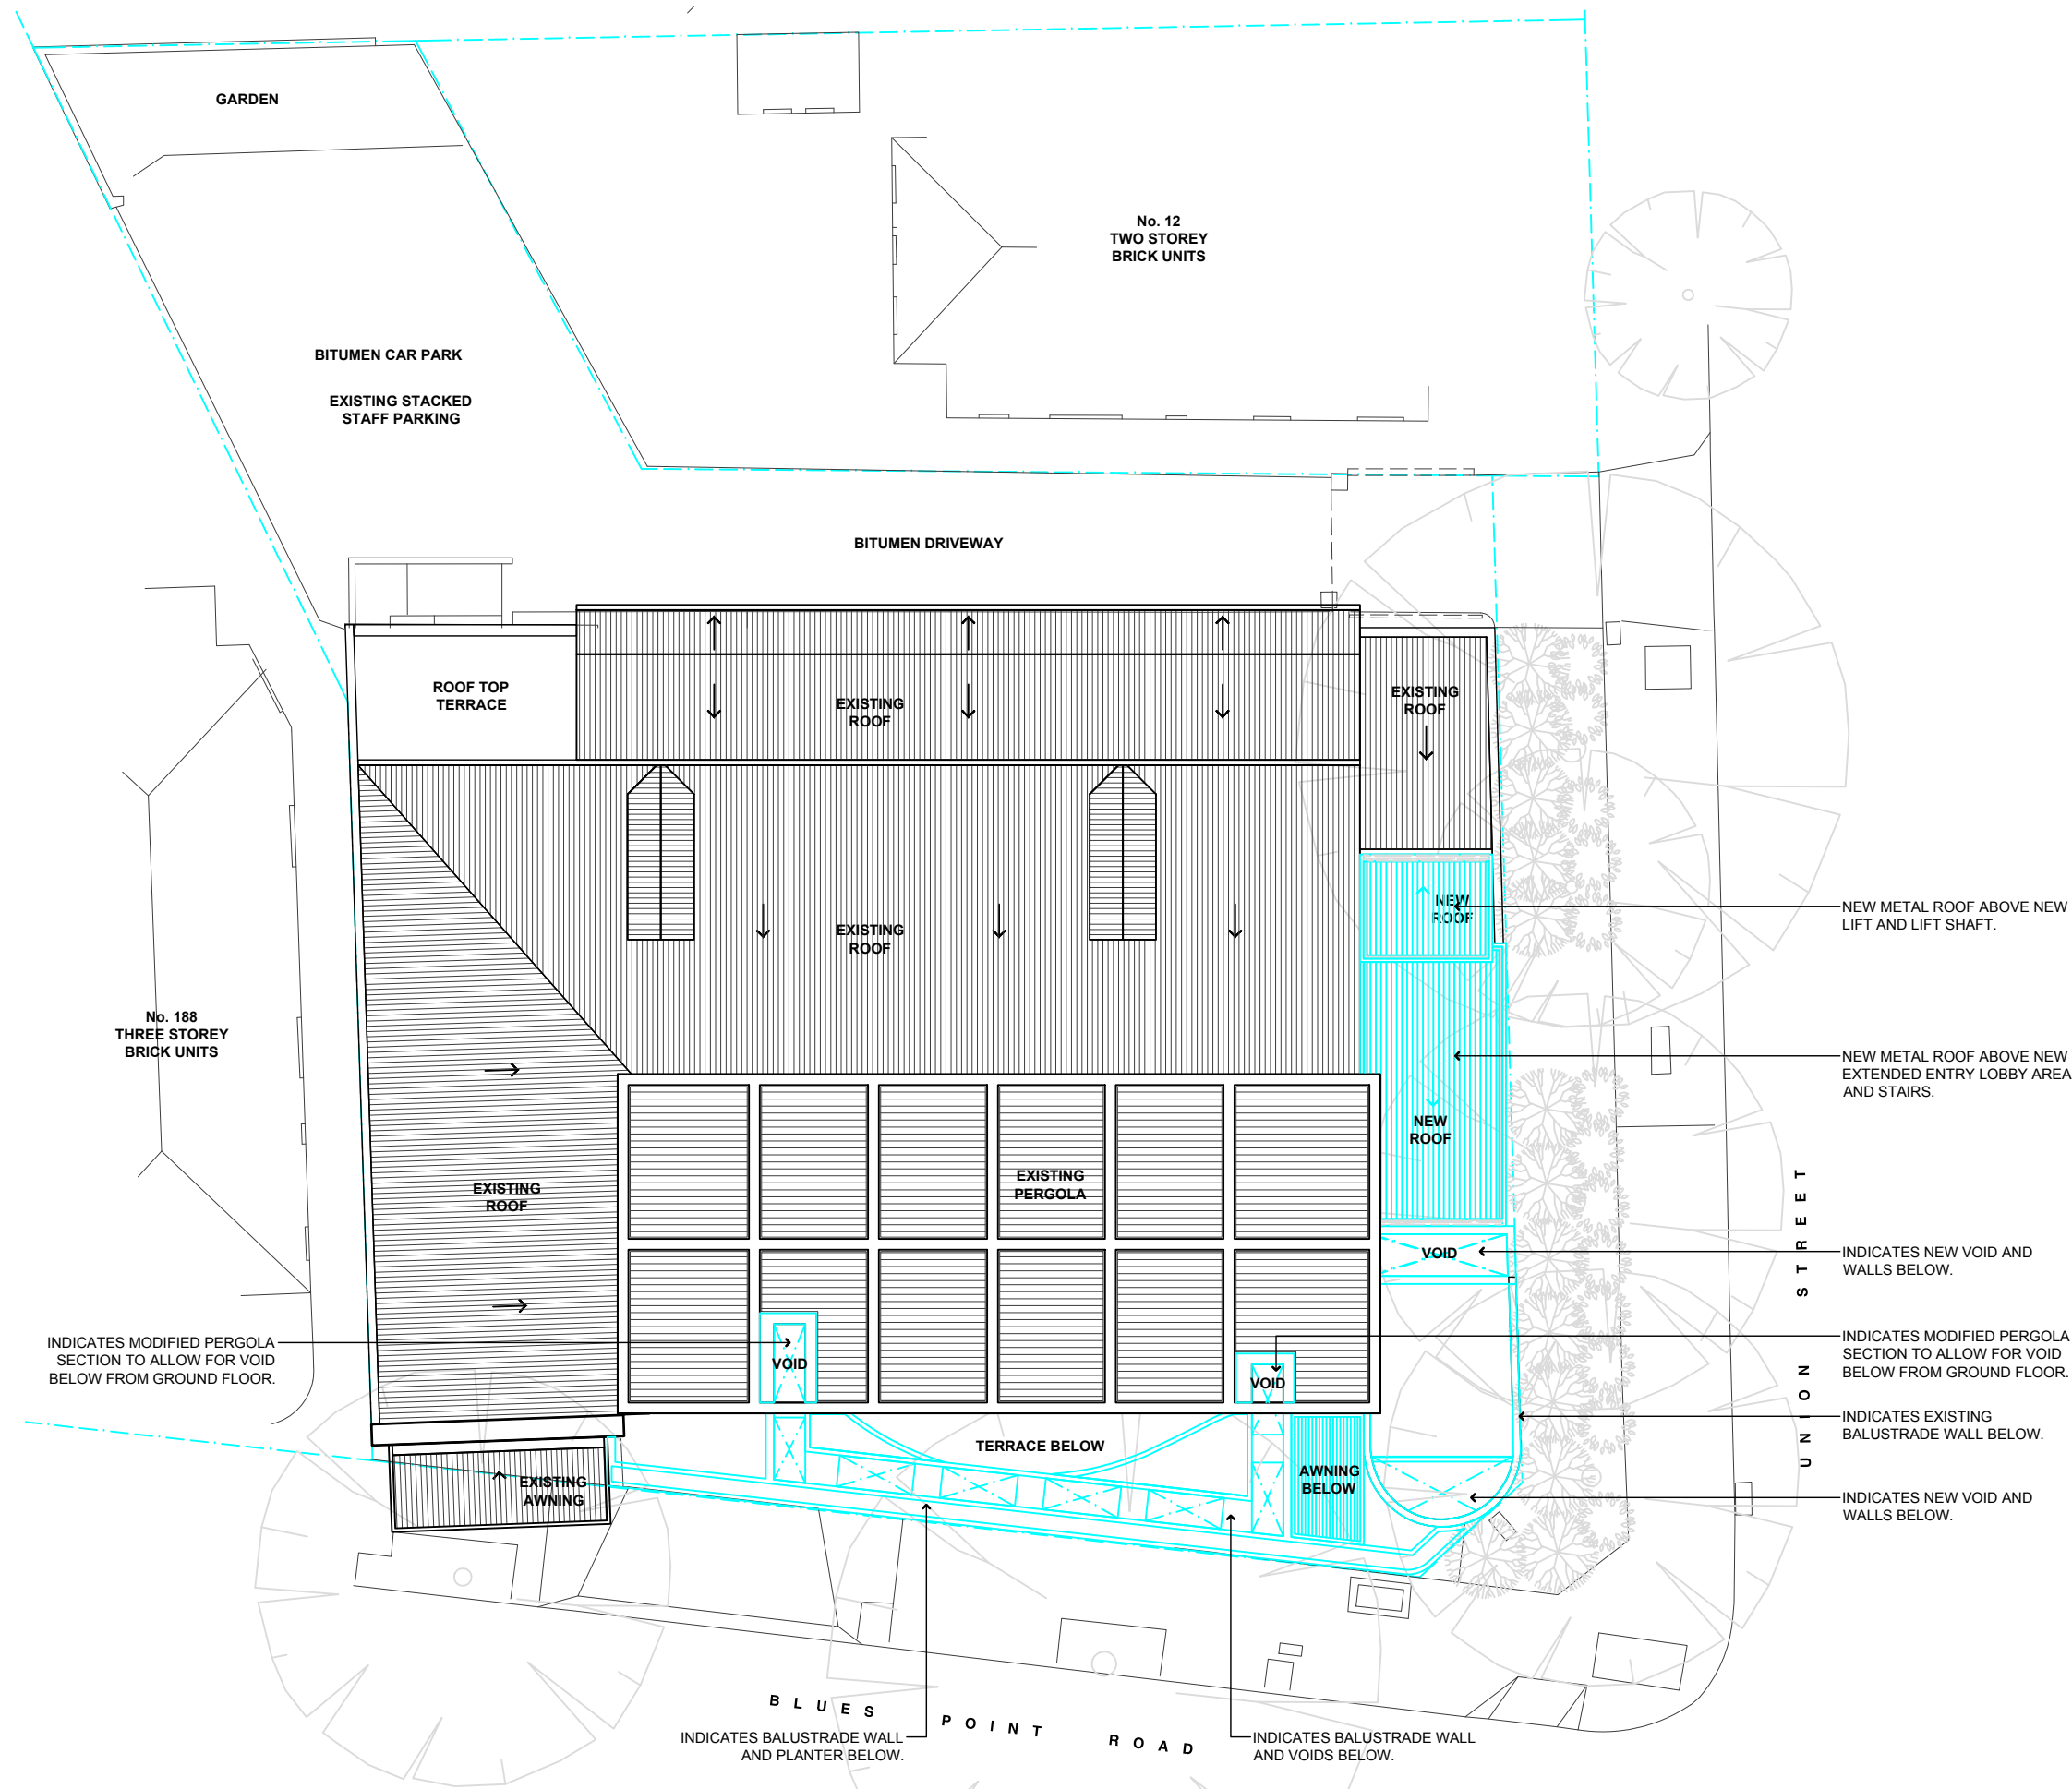 GARDEN
No. 12
TWO STOREY
BRICK UNITS
BITUMEN CAR PARK
EXISTING STACKED
STAFF PARKING
BITUMEN DRIVEWAY
ROOF TOP
TERRACE
EXISTING
ROOF
EXISTING
ROOF
NEW
ROOF
NEW METAL ROOF ABOVE NEW
LIFT AND LIFT SHAFT.
EXISTING
ROOF
No. 188
THREE STOREY
BRICK UNITS
NEW METAL ROOF ABOVE NEW
EXTENDED ENTRY LOBBY AREA
AND STAIRS.
NEW
ROOF
EXISTING
PERGOLA
EXISTING
ROOF
VOID
INDICATES NEW VOID AND
WALLS BELOW.
UNION STREET
INDICATES MODIFIED PERGOLA
SECTION TO ALLOW FOR VOID
BELOW FROM GROUND FLOOR.
VOID
VOID
INDICATES MODIFIED PERGOLA
SECTION TO ALLOW FOR VOID
BELOW FROM GROUND FLOOR.
INDICATES EXISTING
BALUSTRADE WALL BELOW.
TERRACE BELOW
EXISTING
AWNING
AWNING
BELOW
INDICATES NEW VOID AND
WALLS BELOW.
BLUES POINT ROAD
INDICATES BALUSTRADE WALL
AND PLANTER BELOW.
INDICATES BALUSTRADE WALL
AND VOIDS BELOW.